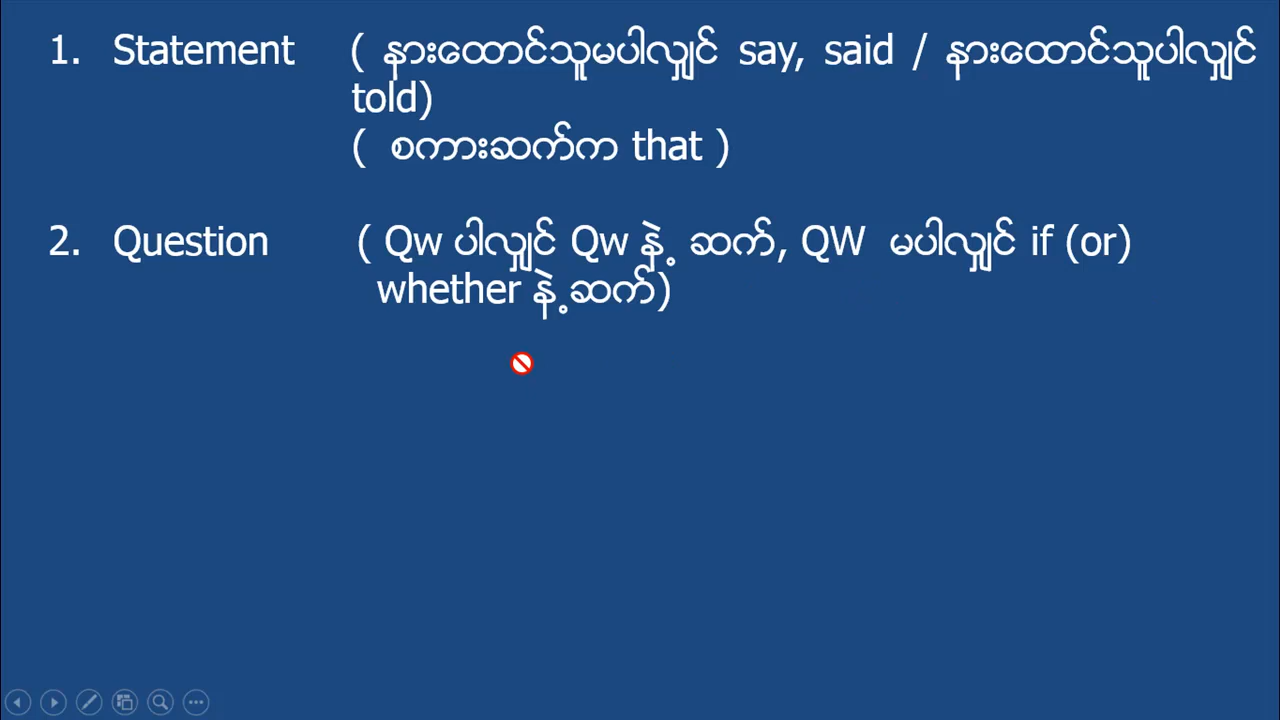 1. Statement ( နားထောင်သူမပါလျှင် say, said / နားထောင်သူပါလျှင်
told)
( စကားဆက်က that )
2. Question ( Qw ပါလျှင် Qw နဲ့ ဆက်, QW မပါလျှင် if (or)
whether နဲ့ဆက်)